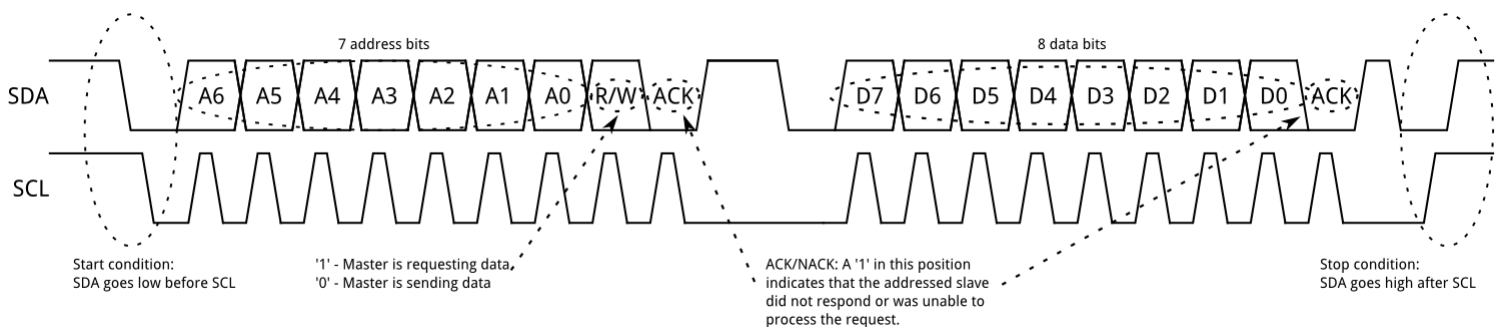 7 address bits
8 data bits
SDA A6 A5 A4 A3 A2 A1 A0 R/W ACK D7 D6 D5 D4 D3 D2 D1 D0 ACK
SCL
Start condition:
SDA goes low before SCL
'1' - Master is requesting data
'0' - Master is sending data
ACK/NACK: A '1' in this position
indicates that the addressed slave
did not respond or was unable to
process the request.
Stop condition:
SDA goes high after SCL